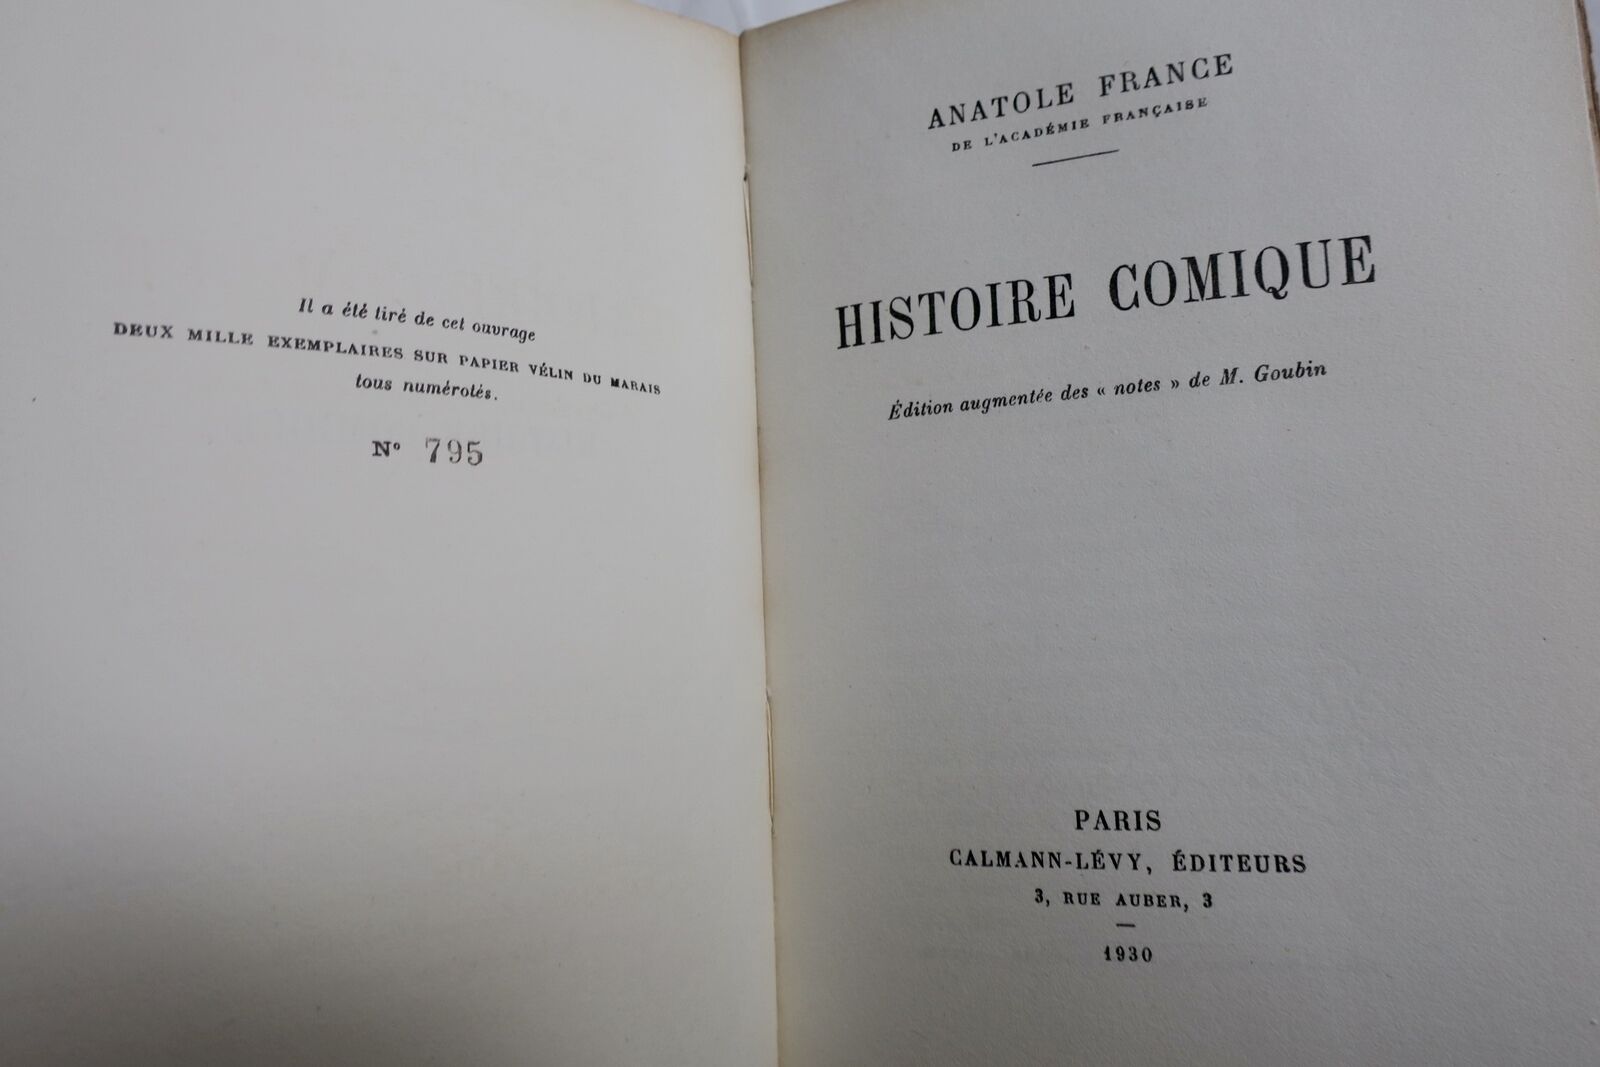 Il a été tiré de cet ouvrage
DEUX MILLE EXEMPLAIRES SUR PAPIER VÉLIN DU MARAIS
tous numérotés.
N° 795
ANATOLE FRANCE
DE L'ACADÉMIE FRANÇAISE
HISTOIRE COMIQUE
Édition augmentée des « notes » de M. Goubin
PARIS
CALMANN-LÉVY, ÉDITEURS
3, RUE AUBER, 3
1930